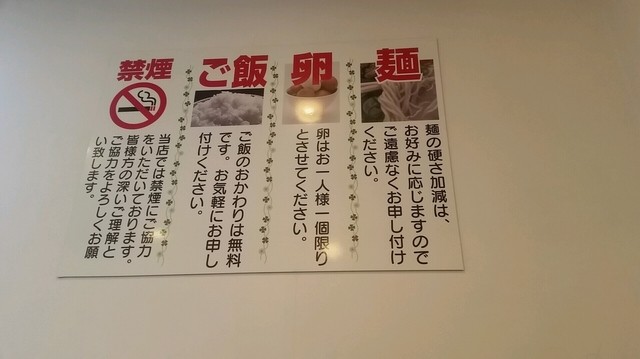 麺
麺の硬さ加減は、
お好みに応じますので
ご遠慮なくお申し付け
ください。
卵
卵はお一人様一個限り
とさせてください。
ご飯
ご飯のおかわりは無料
です。お気軽にお申し
付けください。
禁煙
当店では禁煙にご協力
をいただいております。
皆様方の深いご理解と
ご協力をよろしくお願
い致します。